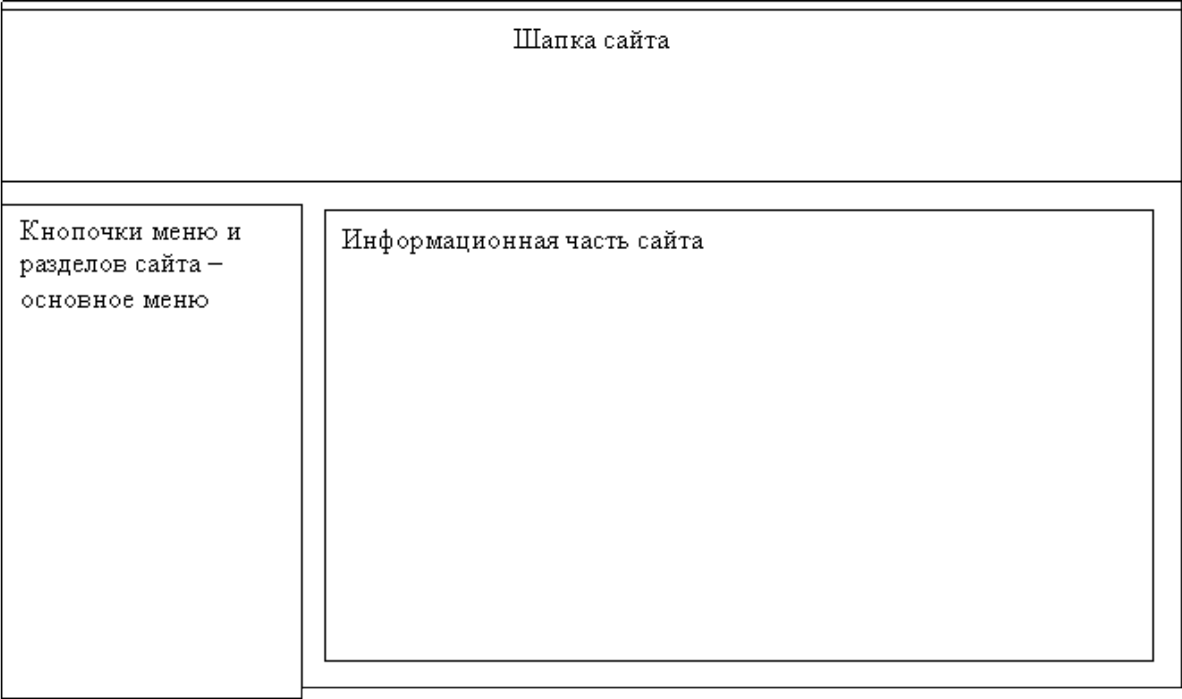 Шапка сайта
Кнопочки меню и
разделов сайта –
основное меню
Информационная часть сайта